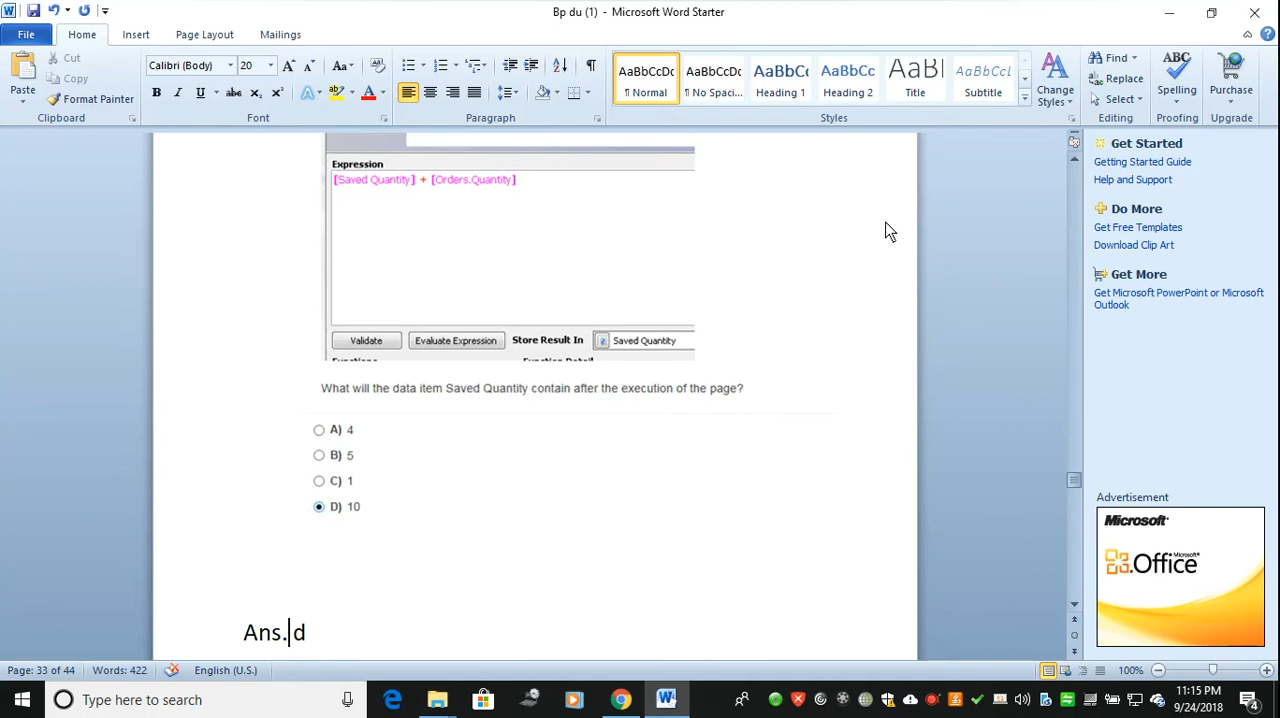 Bp du (1) - Microsoft Word Starter
File Home Insert Page Layout Mailings
Paste
Cut
Copy
Format Painter
Clipboard
Calibri (Body) 20
Font
Paragraph
AaBbCcDc AaBbCcDc AaBbCc AaBbCc AaBl AaBbCcl
¶ Normal ¶ No Spaci... Heading 1 Heading 2 Title Subtitle
Change Styles
Styles
Find
Replace
Select
Editing
Spelling
Proofing
Purchase
Upgrade
Expression
[Saved Quantity] + [Orders.Quantity]
Validate Evaluate Expression Store Result In Saved Quantity
Functions Function Detail
What will the data item Saved Quantity contain after the execution of the page?
A) 4
B) 5
C) 1
D) 10
Ans. d
Get Started
Getting Started Guide
Help and Support
Do More
Get Free Templates
Download Clip Art
Get More
Get Microsoft PowerPoint or Microsoft
Outlook
Advertisement
Microsoft
Microsoft
Office
Page: 33 of 44 Words: 422 English (U.S.) 100%
Type here to search
11:15 PM
9/24/2018
4